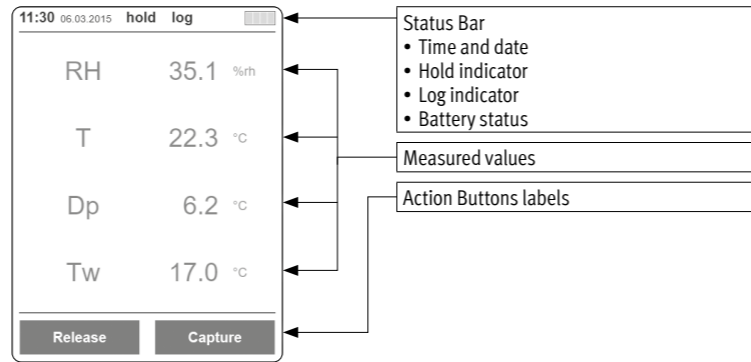 11:30 06.03.2015 hold log
RH 35.1 %rh
T 22.3 °C
Dp 6.2 °C
Tw 17.0 °C
Release Capture
Status Bar
• Time and date
• Hold indicator
• Log indicator
• Battery status
Measured values
Action Buttons labels